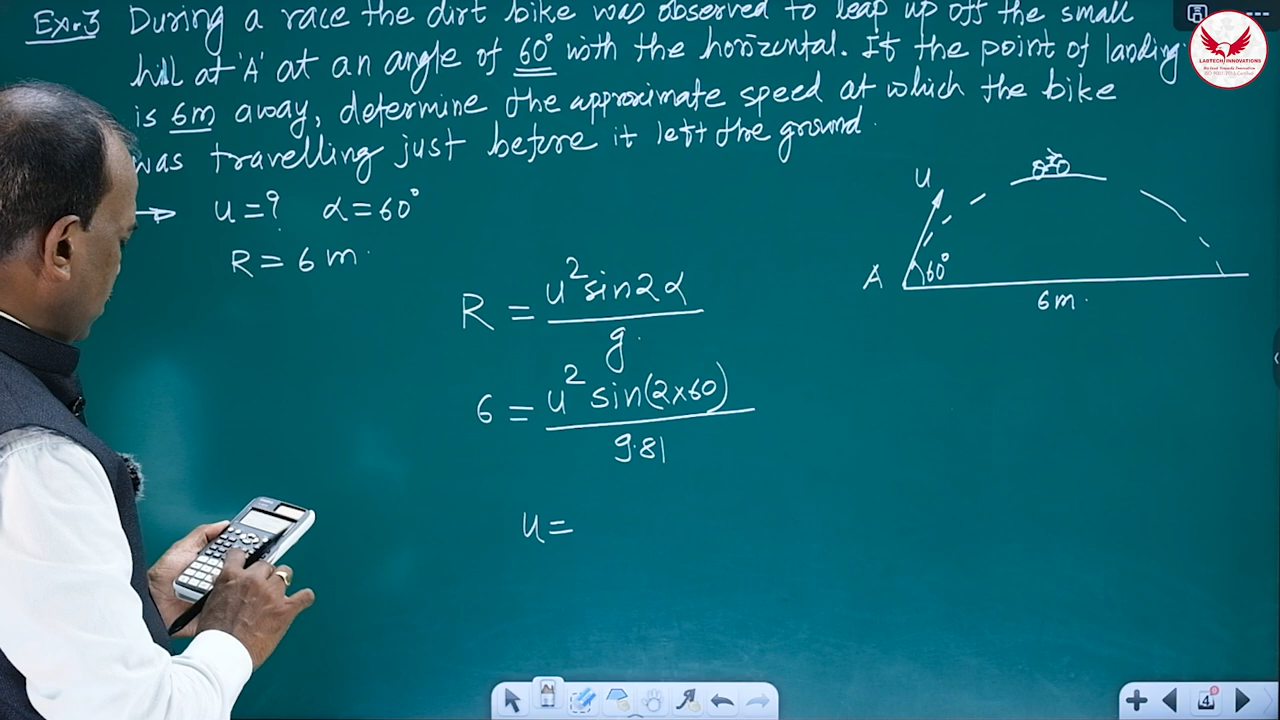 Ex:-3 During a race the dirt bike was observed to leap up off the small
hill at 'A' at an angle of 60° with the horizontal. If the point of landing
is 6m away, determine the approximate speed at which the bike
was travelling just before it left the ground.
→ u=? α=60°
R = 6 m.
R = u² sin2α / g.
6 = u² sin(2×60) / 9.81
u=
u
A
60°
6m.
LABTECH INNOVATIONS
4